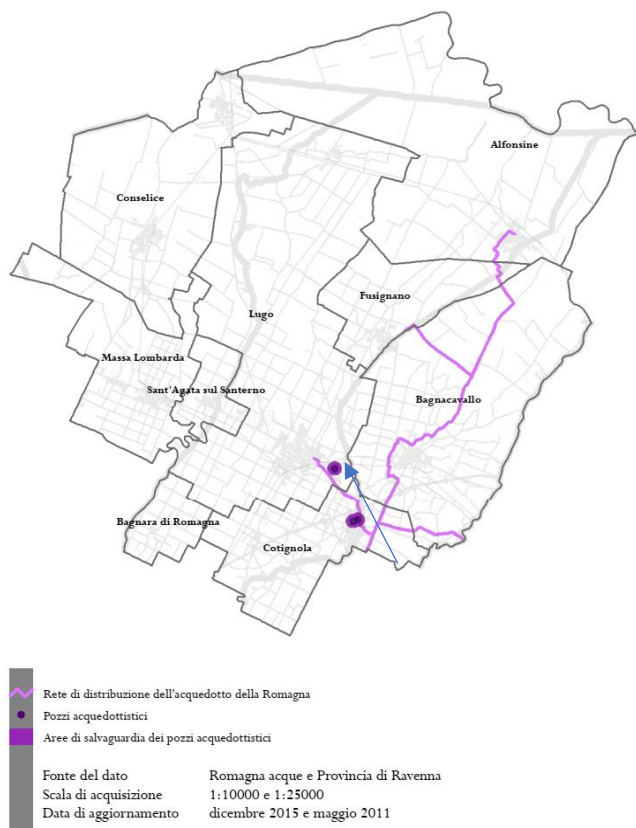 Alfonsine
Conselice
Fusignano
Lugo
Massa Lombarda
Sant'Agata sul Santerno
Bagnacavallo
Bagnara di Romagna
Cotignola
Rete di distribuzione dell'acquedotto della Romagna
Pozzi acquedottistici
Aree di salvaguardia dei pozzi acquedottistici
Fonte del dato Romagna acque e Provincia di Ravenna
Scala di acquisizione 1:10000 e 1:25000
Data di aggiornamento dicembre 2015 e maggio 2011